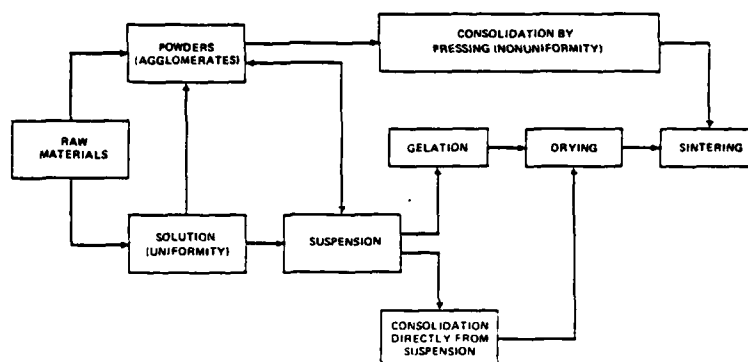 POWDERS
(AGGLOMERATES)
CONSOLIDATION BY
PRESSING (NONUNIFORMITY)
RAW
MATERIALS
GELATION
DRYING
SINTERING
SOLUTION
(UNIFORMITY)
SUSPENSION
CONSOLIDATION
DIRECTLY FROM
SUSPENSION